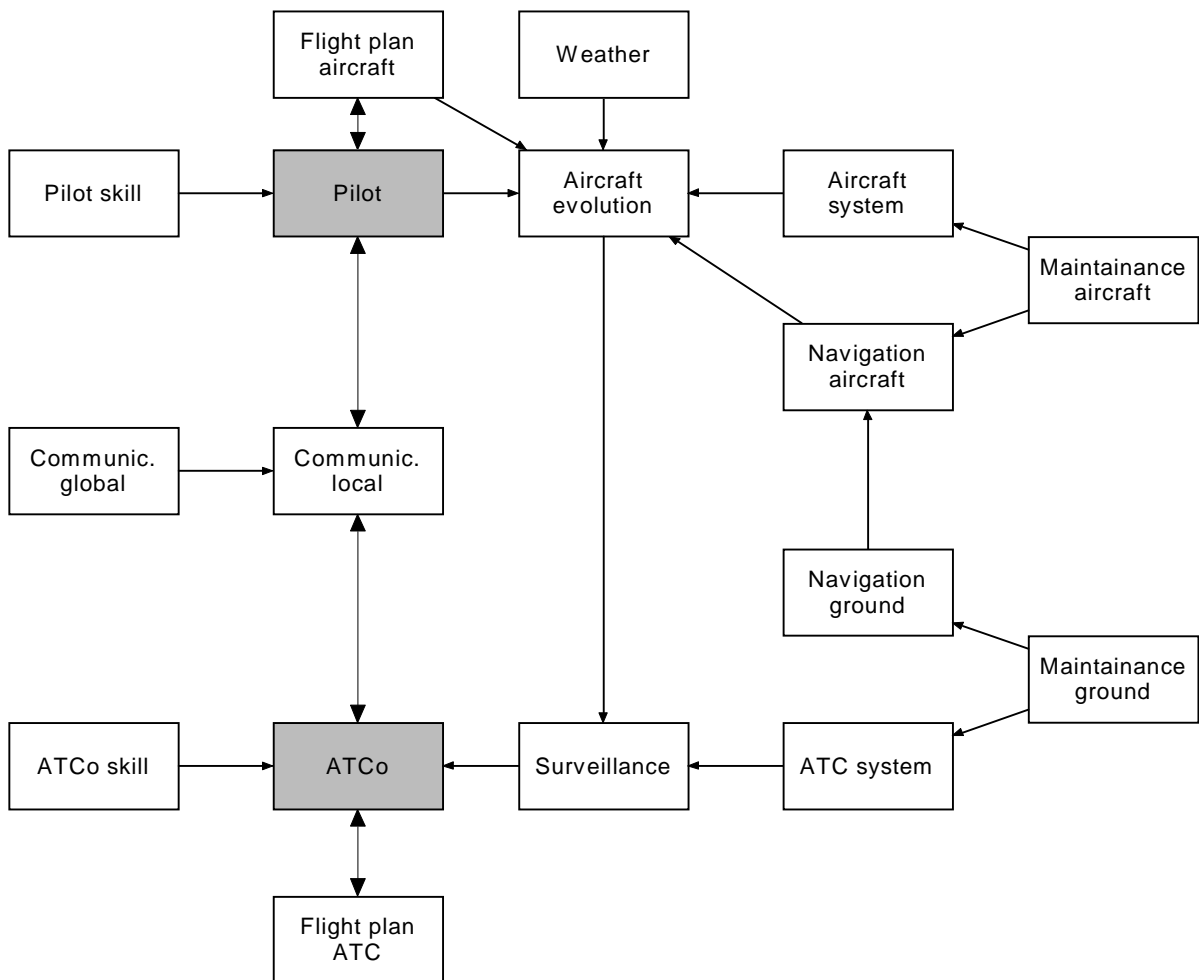 Flight plan
aircraft
Weather
Pilot skill
Pilot
Aircraft
evolution
Aircraft
system
Maintainance
aircraft
Navigation
aircraft
Communic.
global
Communic.
local
Navigation
ground
Maintainance
ground
ATCo skill
ATCo
Surveillance
ATC system
Flight plan
ATC